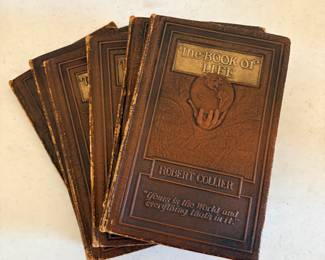 The BOOK OF
LIFE
ROBERT COLLIER
"Yours is the World and
everything that's in it."